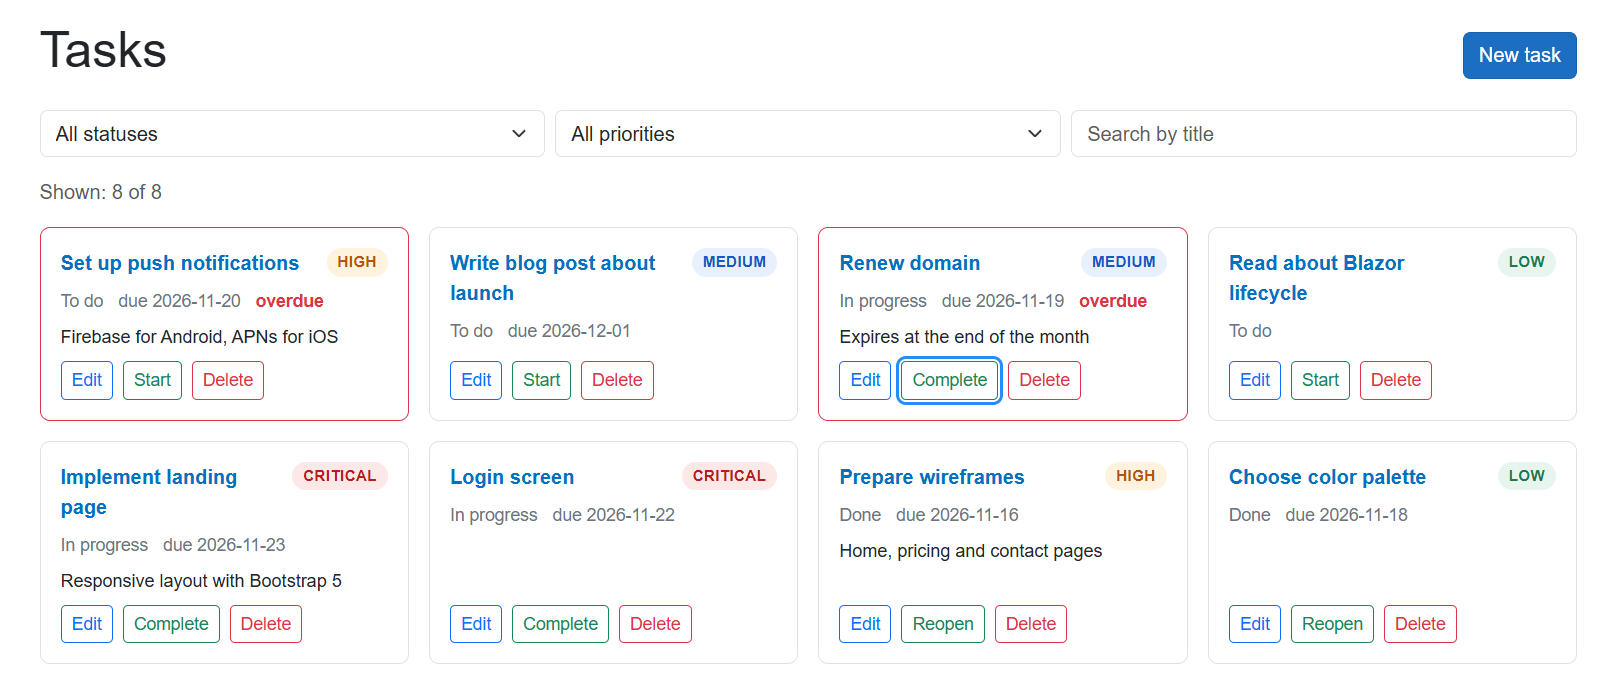 Tasks
New task
All statuses
All priorities
Search by title
Shown: 8 of 8
Set up push notifications
HIGH
To do due 2026-11-20 overdue
Firebase for Android, APNs for iOS
Edit Start Delete
Write blog post about
launch
MEDIUM
To do due 2026-12-01
Edit Start Delete
Renew domain
MEDIUM
In progress due 2026-11-19 overdue
Expires at the end of the month
Edit Complete Delete
Read about Blazor
lifecycle
LOW
To do
Edit Start Delete
Implement landing
page
CRITICAL
In progress due 2026-11-23
Responsive layout with Bootstrap 5
Edit Complete Delete
Login screen
CRITICAL
In progress due 2026-11-22
Edit Complete Delete
Prepare wireframes
HIGH
Done due 2026-11-16
Home, pricing and contact pages
Edit Reopen Delete
Choose color palette
LOW
Done due 2026-11-18
Edit Reopen Delete